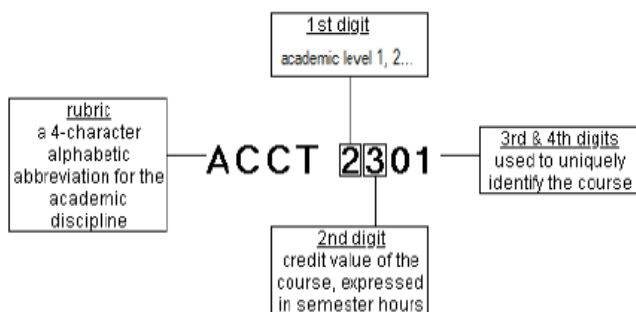 1st digit
academic level 1, 2...
rubric
a 4-character
alphabetic
abbreviation for the
academic
discipline
ACCT 2301
3rd & 4th digits
used to uniquely
identify the course
2nd digit
credit value of the
course, expressed
in semester hours